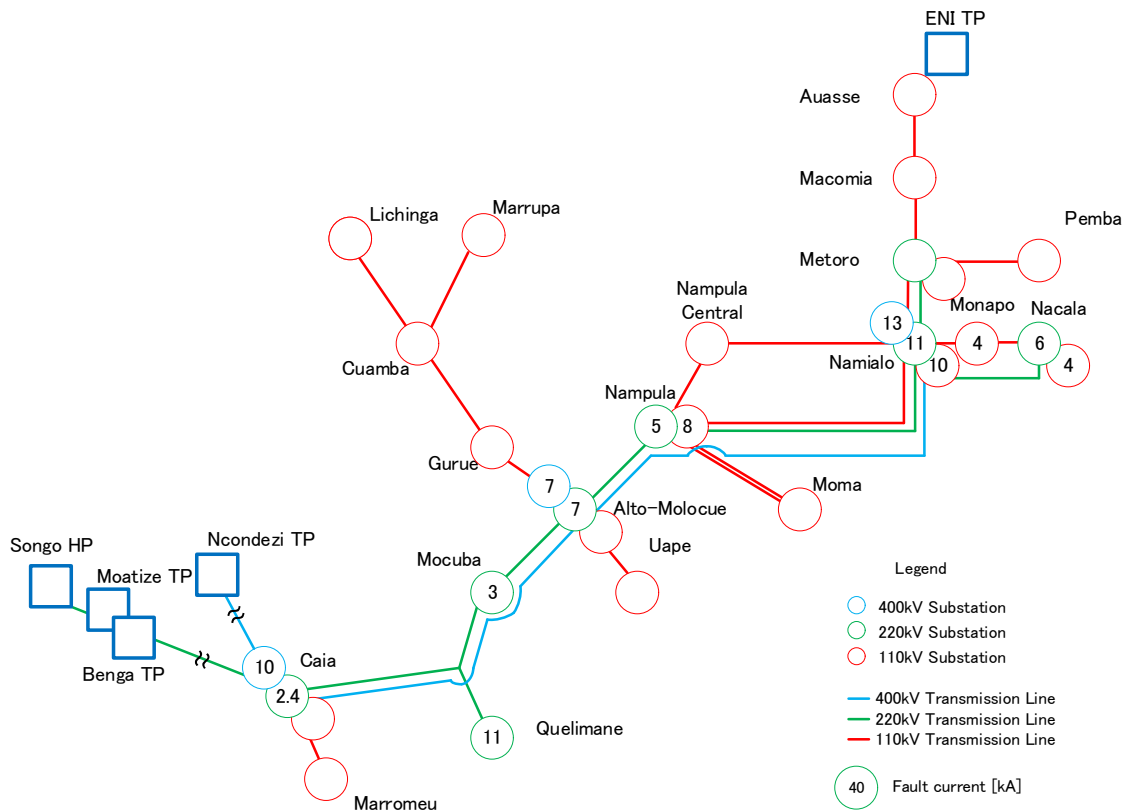 ENI TP
Auasse
Macomia
Lichinga
Marrupa
Pemba
Metoro
Nampula
Central
Monapo
Nacala
13
11
4
6
Namialo
10
4
Cuamba
Nampula
5
8
Gurue
7
7
Alto-Molocue
Moma
Uape
Songo HP
Ncondezi TP
Moatize TP
Mocuba
3
Benga TP
10
Caia
2.4
11
Quelimane
Marromeu
Legend
400kV Substation
220kV Substation
110kV Substation
400kV Transmission Line
220kV Transmission Line
110kV Transmission Line
40
Fault current [kA]